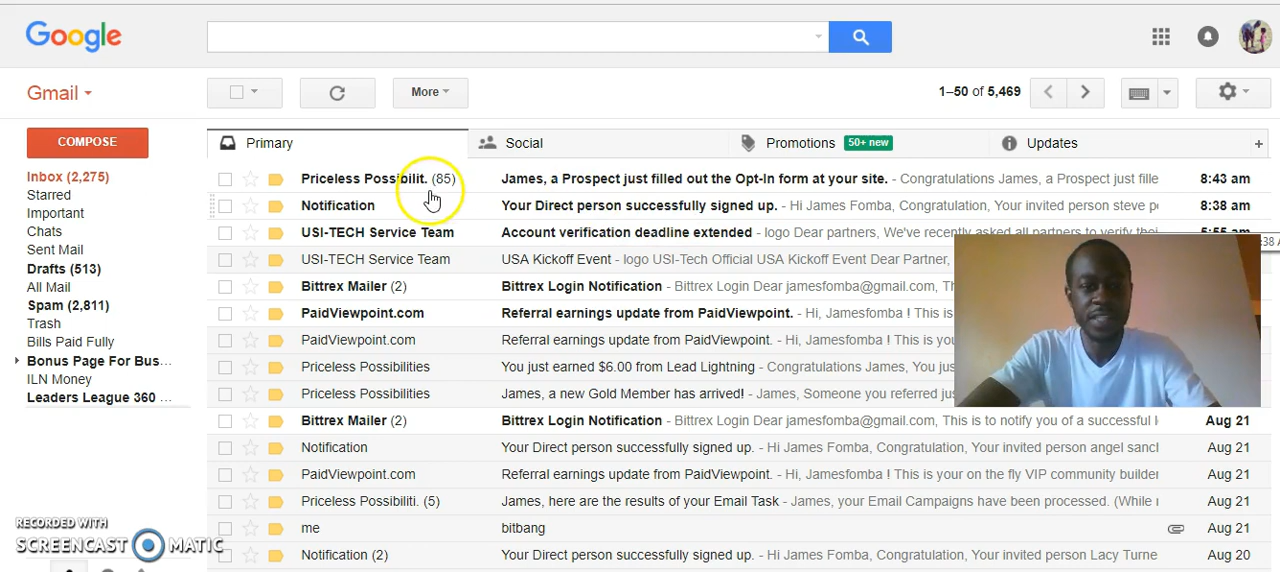 Google
Gmail
More
1–50 of 5,469
COMPOSE
Primary
Social
Promotions 50+ new
Updates
+
Inbox (2,275)
Starred
Important
Chats
Sent Mail
Drafts (513)
All Mail
Spam (2,811)
Trash
Bills Paid Fully
Bonus Page For Bus...
ILN Money
Leaders League 360 ...
Priceless Possibilit. (85) James, a Prospect just filled out the Opt-In form at your site. - Congratulations James, a Prospect just fille 8:43 am
Notification Your Direct person successfully signed up. - Hi James Fomba, Congratulation, Your invited person steve pe 8:38 am
USI-TECH Service Team Account verification deadline extended - logo Dear partners, We've recently asked all partners to verify thei 5:55 am
:38 A
USI-TECH Service Team USA Kickoff Event - logo USI-Tech Official USA Kickoff Event Dear Partner,
Bittrex Mailer (2) Bittrex Login Notification - Bittrex Login Dear jamesfomba@gmail.com, Th
PaidViewpoint.com Referral earnings update from PaidViewpoint. - Hi, Jamesfomba ! This is
PaidViewpoint.com Referral earnings update from PaidViewpoint. - Hi, Jamesfomba ! This is you
Priceless Possibilities You just earned $6.00 from Lead Lightning - Congratulations James, you just
Priceless Possibilities James, a new Gold Member has arrived! - James, Someone you referred jus
Bittrex Mailer (2) Bittrex Login Notification - Bittrex Login Dear jamesfomba@gmail.com, This is to notify you of a successful l Aug 21
Notification Your Direct person successfully signed up. - Hi James Fomba, Congratulation, Your invited person angel sanch Aug 21
PaidViewpoint.com Referral earnings update from PaidViewpoint. - Hi, Jamesfomba ! This is your on the fly VIP community builder Aug 21
Priceless Possibiliti. (5) James, here are the results of your Email Task - James, your Email Campaigns have been processed. (While r Aug 21
me bitbang Aug 21
Notification (2) Your Direct person successfully signed up. - Hi James Fomba, Congratulation, Your invited person Lacy Turne Aug 20
RECORDED WITH
SCREENCAST MATIC